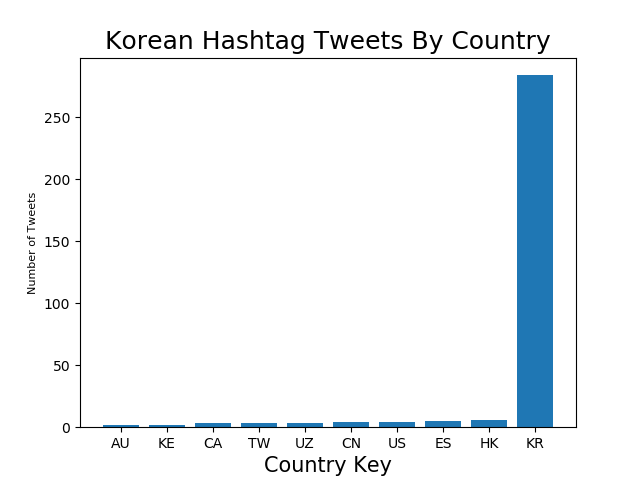 Korean Hashtag Tweets By Country
Number of Tweets
250
200
150
100
50
0
AU KE CA TW UZ CN US ES HK KR
Country Key